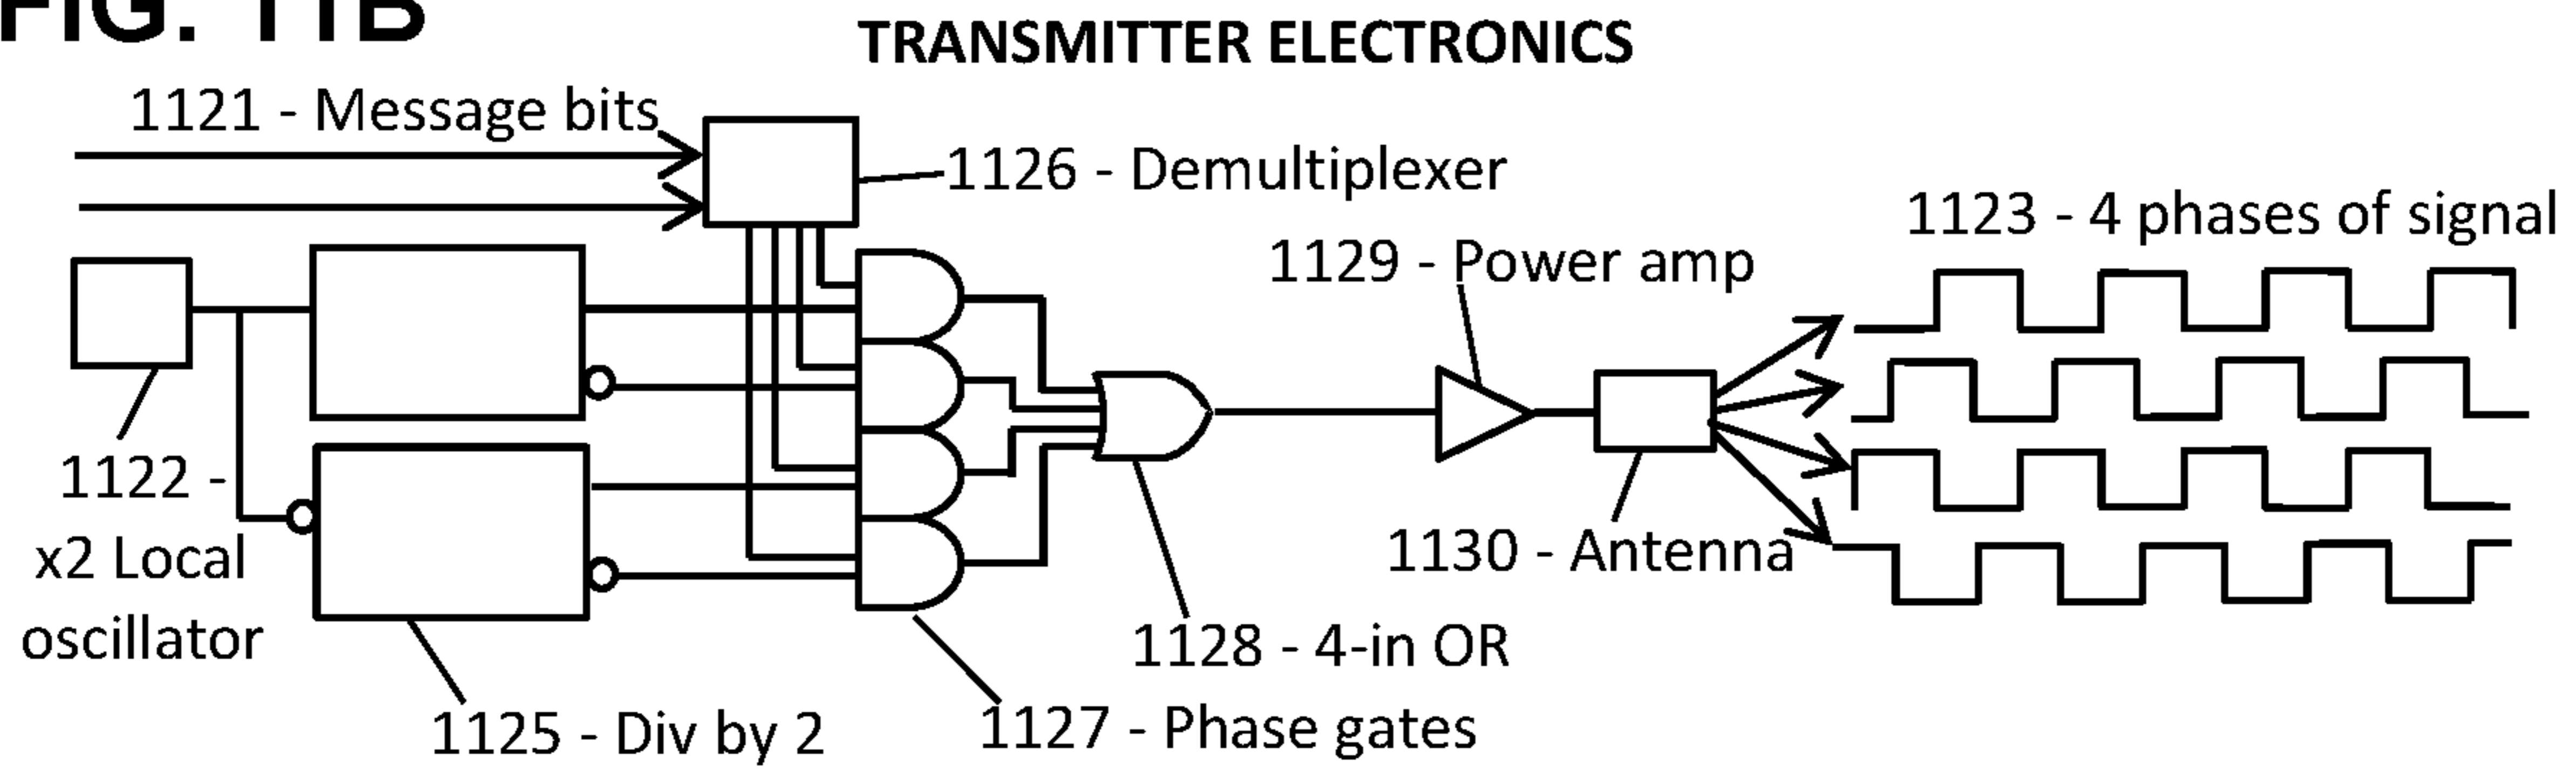 FIG. 11B
TRANSMITTER ELECTRONICS
1121 - Message bits
1126 - Demultiplexer
1123 - 4 phases of signal
1129 - Power amp
1122 -
x2 Local
oscillator
1130 - Antenna
1128 - 4-in OR
1125 - Div by 2
1127 - Phase gates